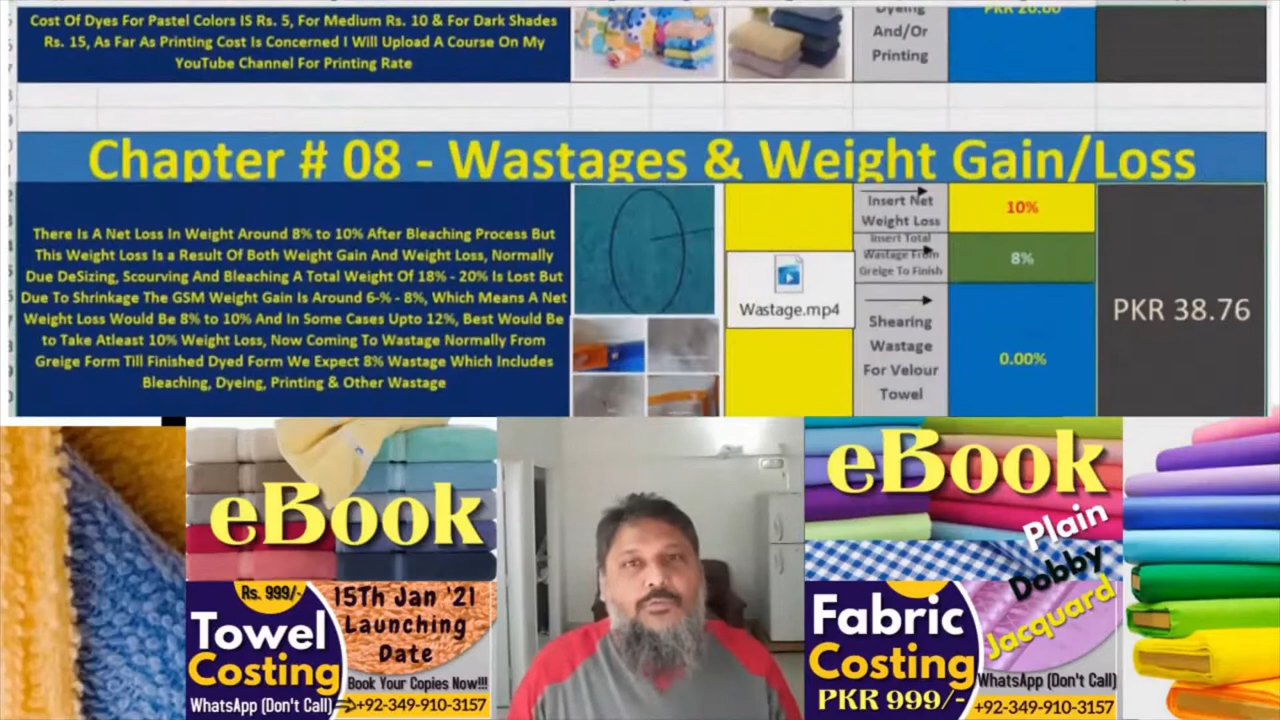 Cost Of Dyes For Pastel Colors IS Rs. 5, For Medium Rs. 10 & For Dark Shades
Rs. 15, As Far As Printing Cost Is Concerned I Will Upload A Course On My
YouTube Channel For Printing Rate
Dyeing
And/Or
Printing
PKR 20.00
Chapter # 08 - Wastages & Weight Gain/Loss
There Is A Net Loss In Weight Around 8% to 10% After Bleaching Process But
This Weight Loss Is a Result Of Both Weight Gain And Weight Loss, Normally
Due DeSizing, Scourving And Bleaching A Total Weight Of 18% - 20% Is Lost But
Due To Shrinkage The GSM Weight Gain Is Around 6-% - 8%, Which Means A Net
Weight Loss Would Be 8% to 10% And In Some Cases Upto 12%, Best Would Be
to Take Atleast 10% Weight Loss, Now Coming To Wastage Normally From
Greige Form Till Finished Dyed Form We Expect 8% Wastage Which Includes
Bleaching, Dyeing, Printing & Other Wastage
Wastage.mp4
Insert Net
Weight Loss
10%
Insert Total
Wastage From
Greige To Finish
8%
Shearing
Wastage
For Velour
Towel
0.00%
PKR 38.76
eBook
Rs. 999/-
Towel
Costing
WhatsApp (Don't Call)
15Th Jan '21
Launching
Date
Book Your Copies Now!!!
+92-349-910-3157
eBook
Plain
Dobby
Jacquard
Fabric
Costing
PKR 999/-
WhatsApp (Don't Call)
+92-349-910-3157